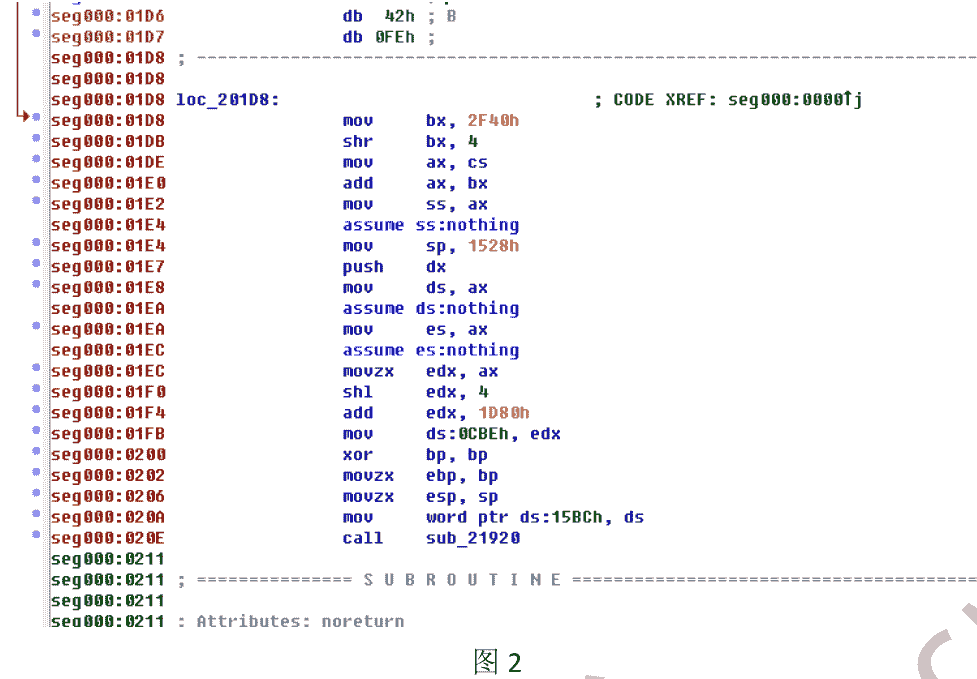 seg000:01D6 db 42h ; B
seg000:01D7 db 0FEh ;
seg000:01D8 ; ---------------------------------------------------------------------------
seg000:01D8
seg000:01D8 loc_201D8: ; CODE XREF: seg000:0000↑j
seg000:01D8 mov bx, 2F40h
seg000:01DB shr bx, 4
seg000:01DE mov ax, cs
seg000:01E0 add ax, bx
seg000:01E2 mov ss, ax
seg000:01E4 assume ss:nothing
seg000:01E4 mov sp, 1528h
seg000:01E7 push dx
seg000:01E8 mov ds, ax
seg000:01EA assume ds:nothing
seg000:01EA mov es, ax
seg000:01EC assume es:nothing
seg000:01EC movzx edx, ax
seg000:01F0 shl edx, 4
seg000:01F4 add edx, 1D80h
seg000:01FB mov ds:0CBEh, edx
seg000:0200 xor bp, bp
seg000:0202 movzx ebp, bp
seg000:0206 movzx esp, sp
seg000:020A mov word ptr ds:15BCh, ds
seg000:020E call sub_21920
seg000:0211
seg000:0211 ; =============== S U B R O U T I N E =======================================
seg000:0211
seg000:0211 ; Attributes: noreturn
图 2